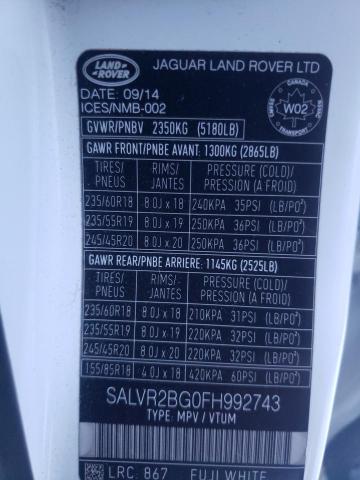 LAND ROVER
JAGUAR LAND ROVER LTD
DATE: 09/14
ICES/NMB-002
W02
GVWR/PNBV 2350KG (5180LB)
GAWR FRONT/PNBE AVANT: 1300KG (2865LB)
TIRES/ PNEUS RIMS/ JANTES PRESSURE (COLD)/ PRESSION (A FROID)
235/60R18 8.0J x 18 240KPA 35PSI (LB/PO²)
235/55R19 8.0J x 19 250KPA 36PSI (LB/PO²)
245/45R20 8.0J x 20 250KPA 36PSI (LB/PO²)
GAWR REAR/PNBE ARRIERE: 1145KG (2525LB)
TIRES/ PNEUS RIMS/ JANTES PRESSURE (COLD)/ PRESSION (A FROID)
235/60R18 8.0J x 18 210KPA 31PSI (LB/PO²)
235/55R19 8.0J x 19 220KPA 32PSI (LB/PO²)
245/45R20 8.0J x 20 220KPA 32PSI (LB/PO²)
155/85R18 4.0J x 18 420KPA 60PSI (LB/PO²)
SALVR2BG0FH992743
TYPE: MPV / VTUM
LRC: 867 FUJI WHITE